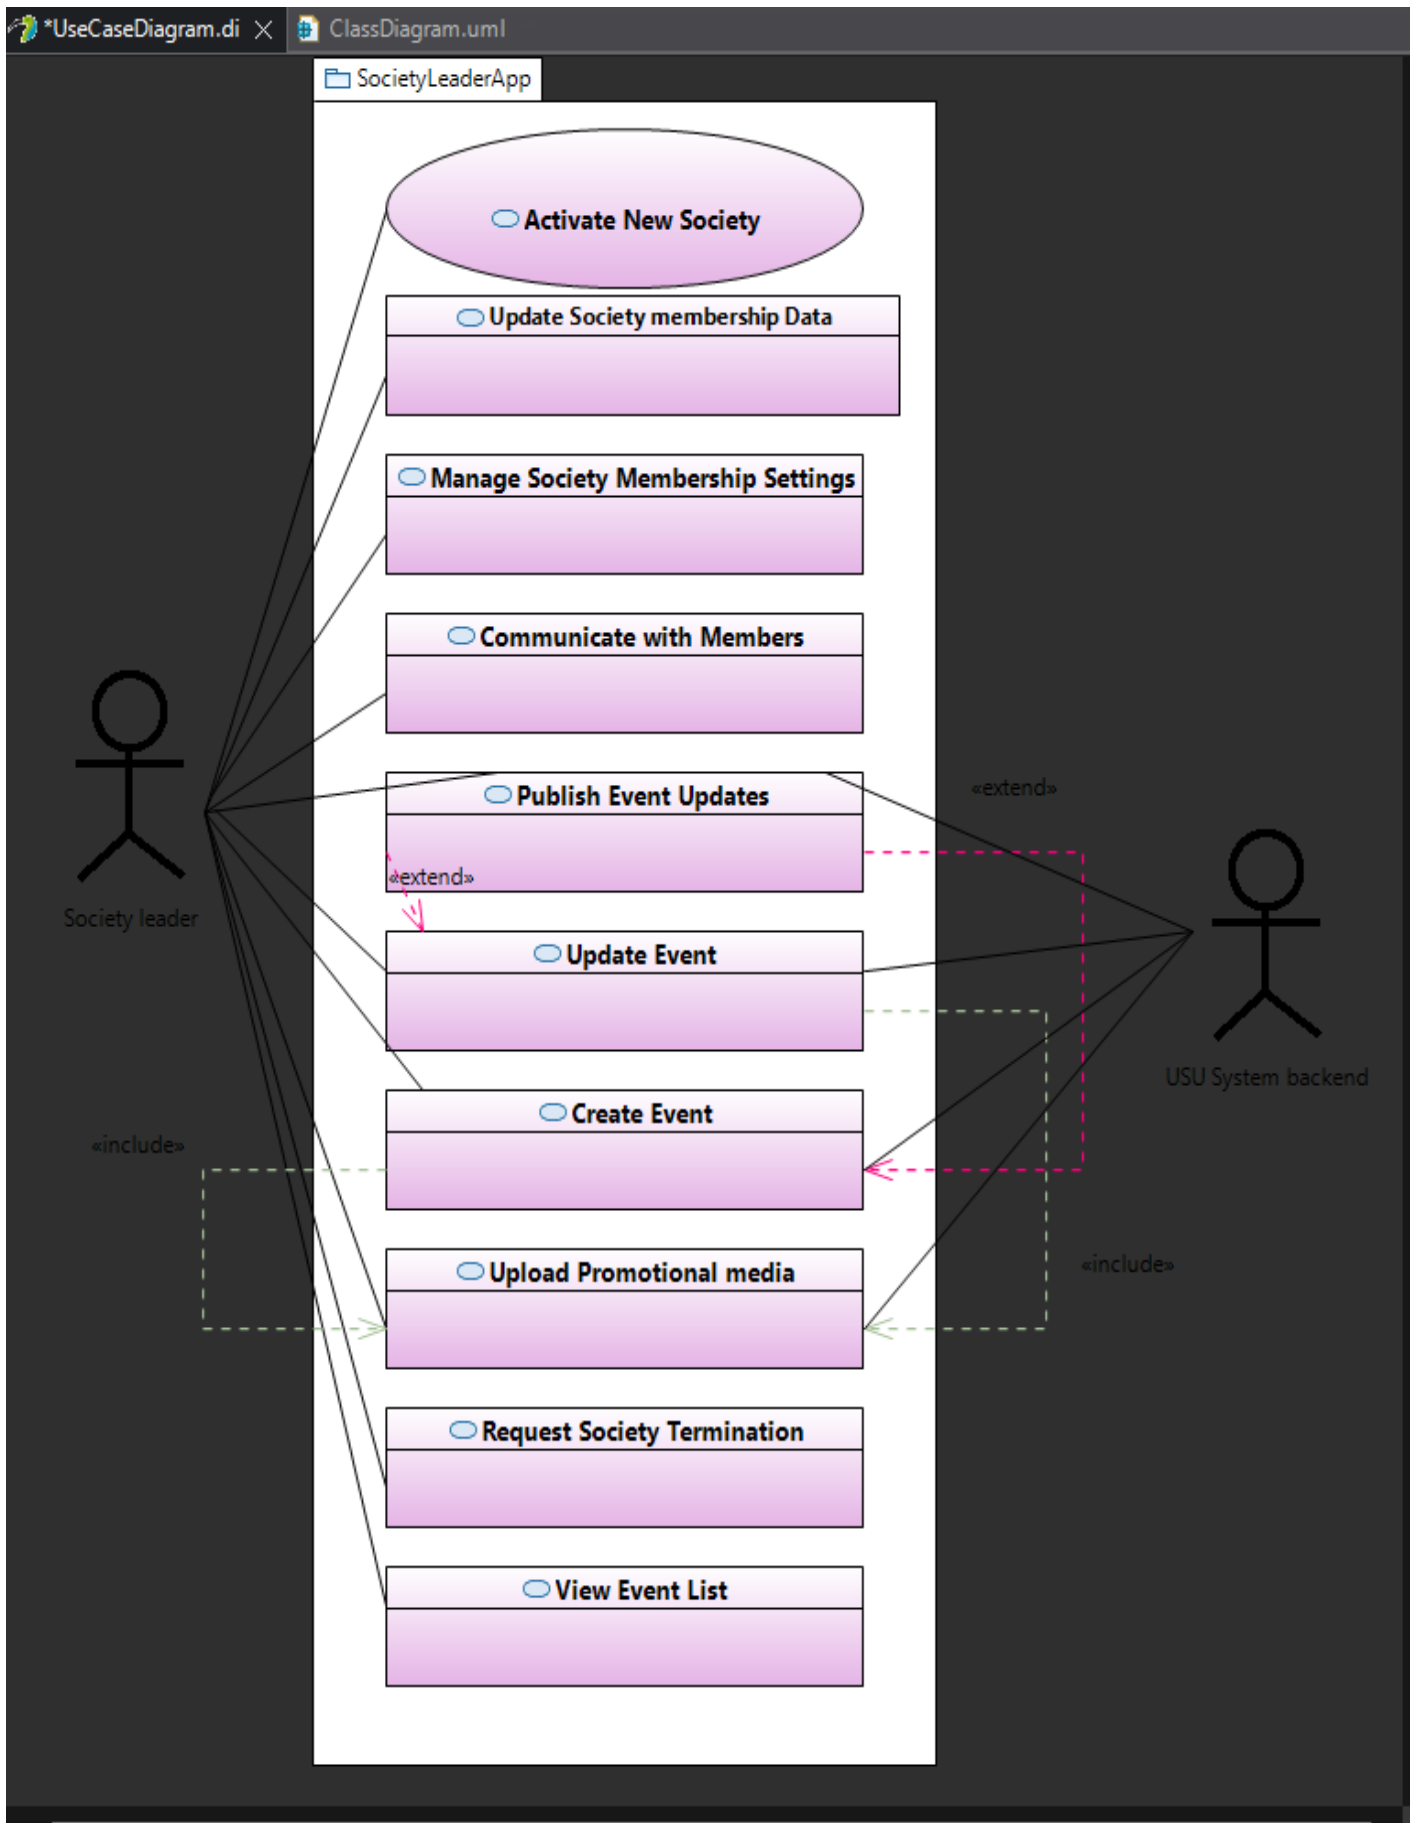 *UseCaseDiagram.di
ClassDiagram.uml
SocietyLeaderApp
Activate New Society
Update Society membership Data
Manage Society Membership Settings
Communicate with Members
Publish Event Updates
«extend»
«extend»
Society leader
Update Event
USU System backend
Create Event
«include»
Upload Promotional media
«include»
Request Society Termination
View Event List